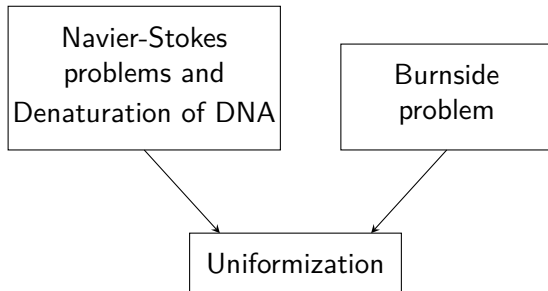 Navier-Stokes
problems and
Denaturation of DNA
Burnside
problem
Uniformization